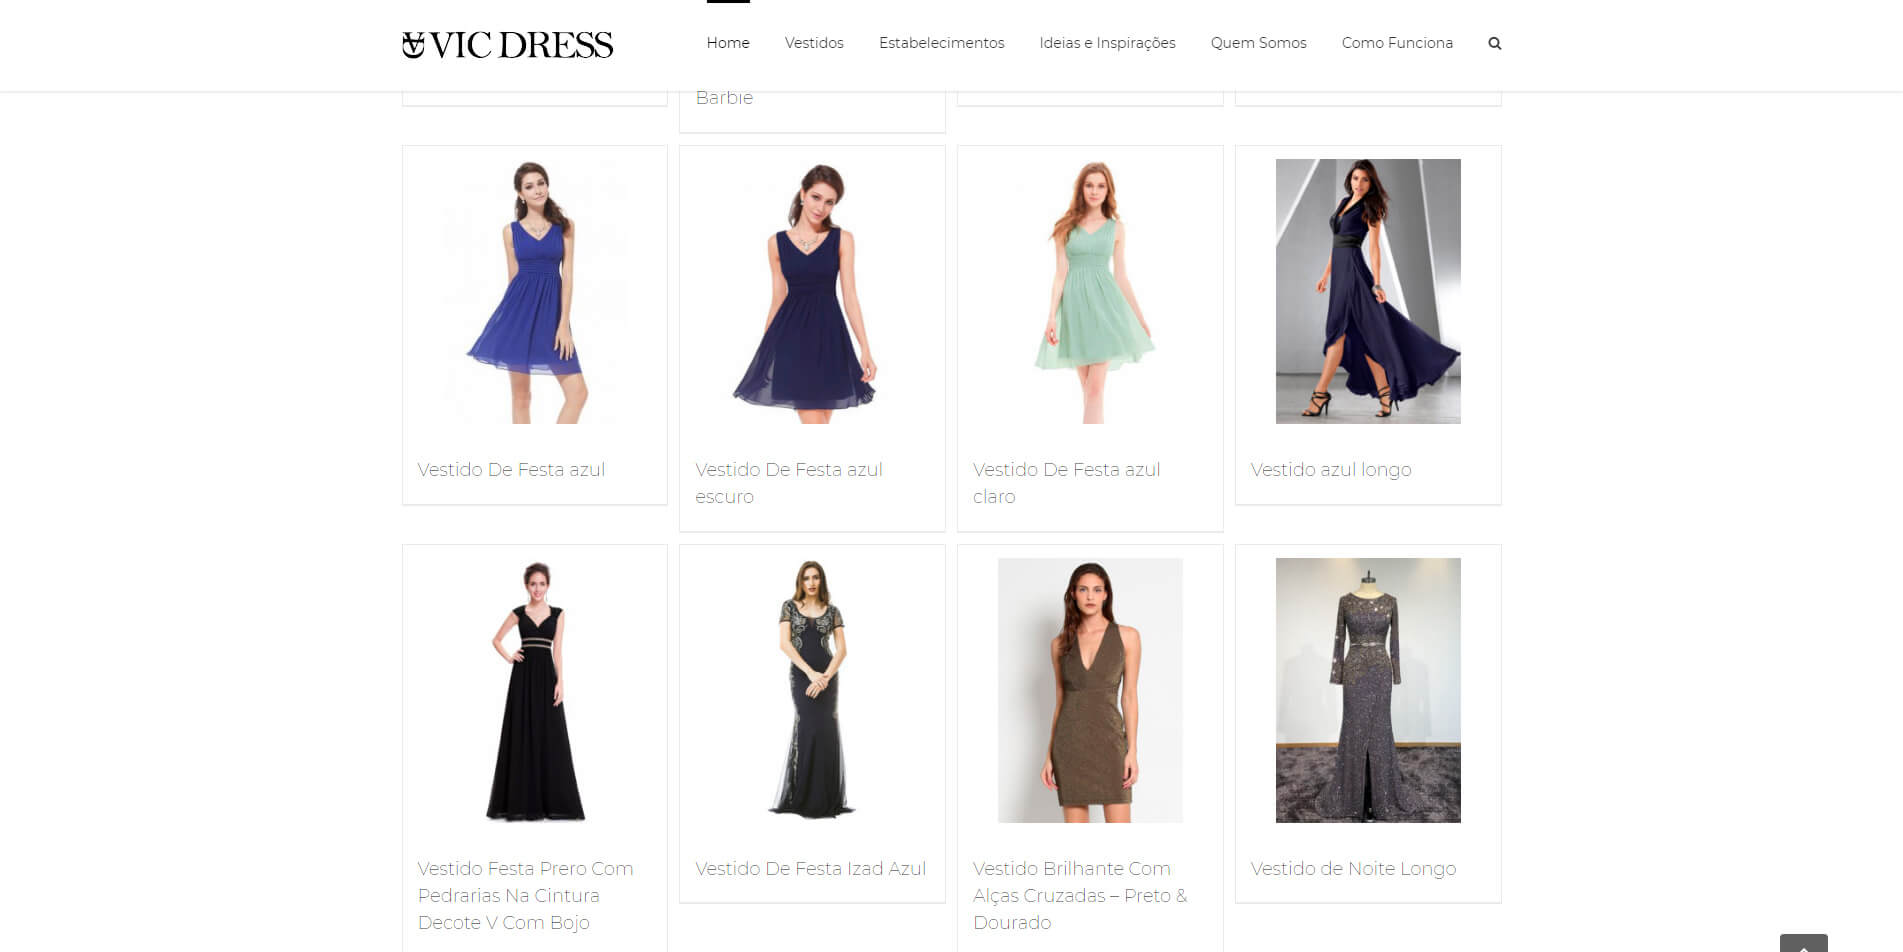 VIC DRESS
Home
Vestidos
Estabelecimentos
Ideias e Inspirações
Quem Somos
Como Funciona
Barbie
Vestido De Festa azul
Vestido De Festa azul
escuro
Vestido De Festa azul
claro
Vestido azul longo
Vestido Festa Prero Com
Pedrarias Na Cintura
Decote V Com Bojo
Vestido De Festa Izad Azul
Vestido Brilhante Com
Alças Cruzadas – Preto &
Dourado
Vestido de Noite Longo